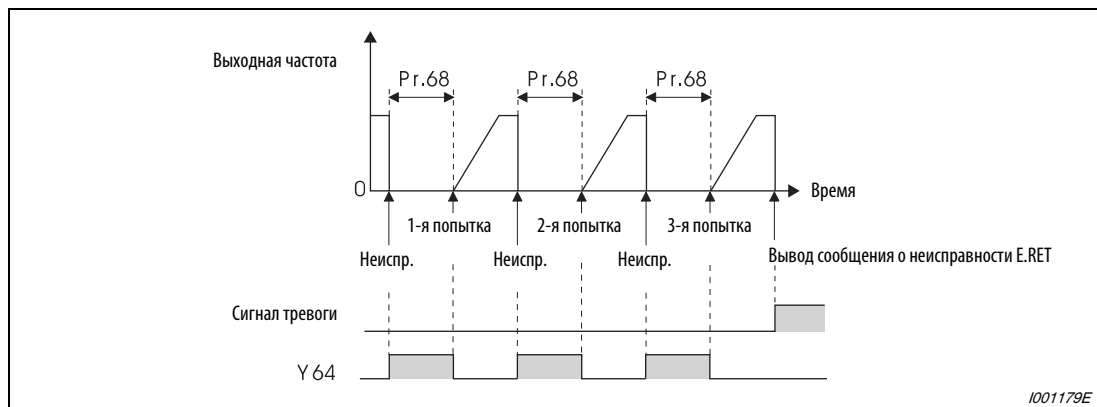 Выходная частота
Pr.68
Pr.68
Pr.68
0
Время
1-я попытка
2-я попытка
3-я попытка
Неиспр.
Неиспр.
Неиспр.
Вывод сообщения о неисправности E.RET
Сигнал тревоги
Y64
I001179E